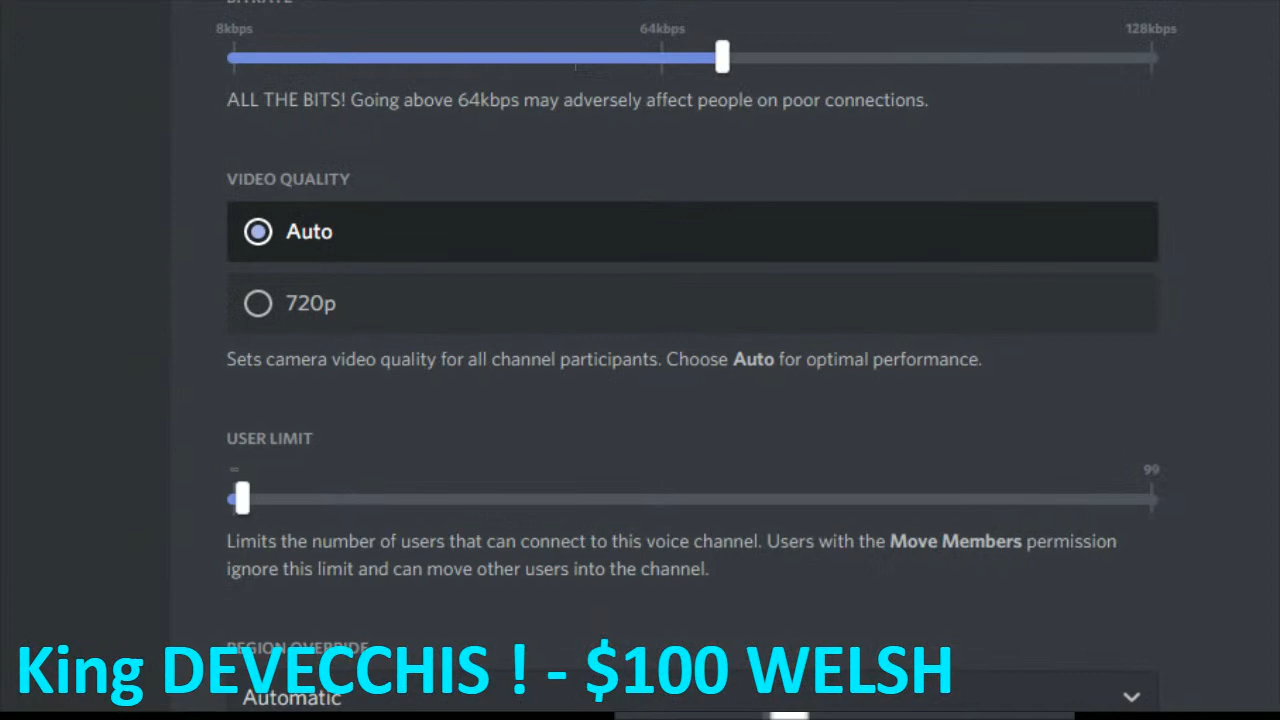 BITRATE
8kbps 64kbps 128kbps
ALL THE BITS! Going above 64kbps may adversely affect people on poor connections.
VIDEO QUALITY
Auto
720p
Sets camera video quality for all channel participants. Choose Auto for optimal performance.
USER LIMIT
∞ 99
Limits the number of users that can connect to this voice channel. Users with the Move Members permission
ignore this limit and can move other users into the channel.
REGION OVERRIDE
King DEVECCHIS ! - $100 WELSH
Automatic